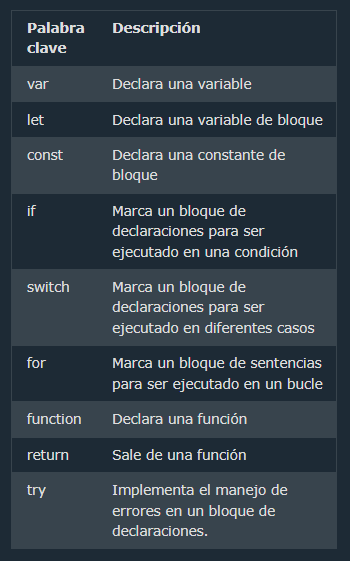 Palabra clave Descripción
var Declara una variable
let Declara una variable de bloque
const Declara una constante de
bloque
if Marca un bloque de
declaraciones para ser
ejecutado en una condición
switch Marca un bloque de
declaraciones para ser
ejecutado en diferentes casos
for Marca un bloque de sentencias
para ser ejecutado en un bucle
function Declara una función
return Sale de una función
try Implementa el manejo de
errores en un bloque de
declaraciones.